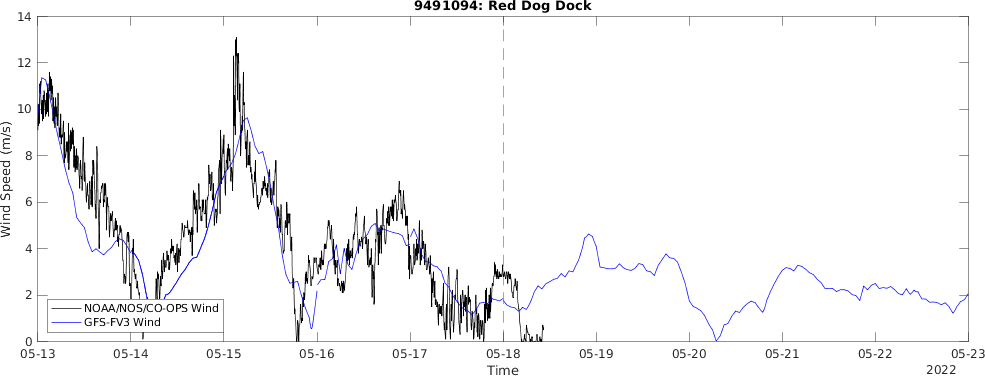 9491094: Red Dog Dock
14
12
10
8
6
4
2
0
Wind Speed (m/s)
NOAA/NOS/CO-OPS Wind
GFS-FV3 Wind
05-13 05-14 05-15 05-16 05-17 05-18 05-19 05-20 05-21 05-22 05-23
Time
2022